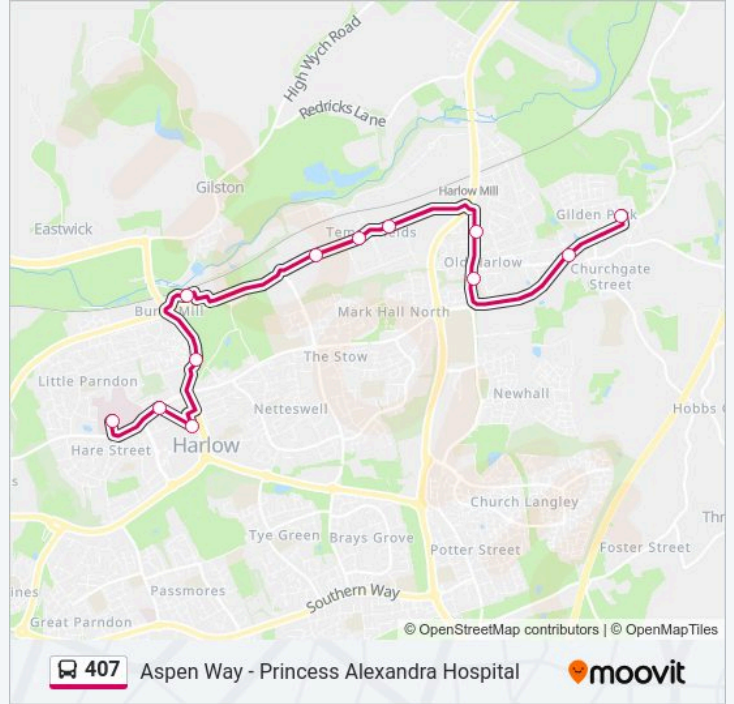 High Wych Road
Redricks Lane
Harlow Mill
Gilston
Gilden
Eastwick
Old Harlow
Churchgate
Street
Mark Hall North
The Stow
Little Parndon
Newhall
Netteswell
Hobbs
Harlow
Hare Street
Church Langley
Tye Green
Brays Grove
Potter Street
Foster Street
Passmores
Southern Way
Great Parndon
© OpenStreetMap contributors | © OpenMapTiles
407 Aspen Way - Princess Alexandra Hospital
moovit